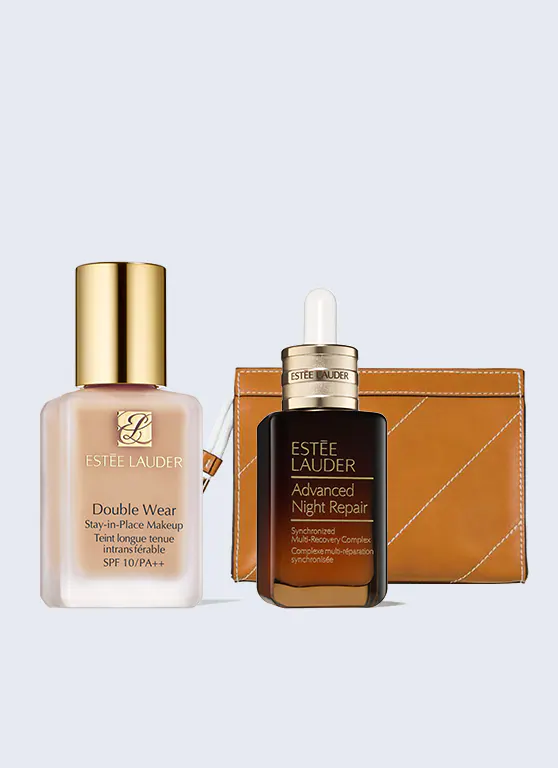 ESTĒE LAUDER
Double Wear
Stay-in-Place Makeup
Teint longue tenue
intransférable
SPF 10/PA++
ESTĒE LAUDER
ESTĒE
LAUDER
Advanced
Night Repair
Synchronized
Multi-Recovery Complex
Complexe multi-réparation
synchronisée